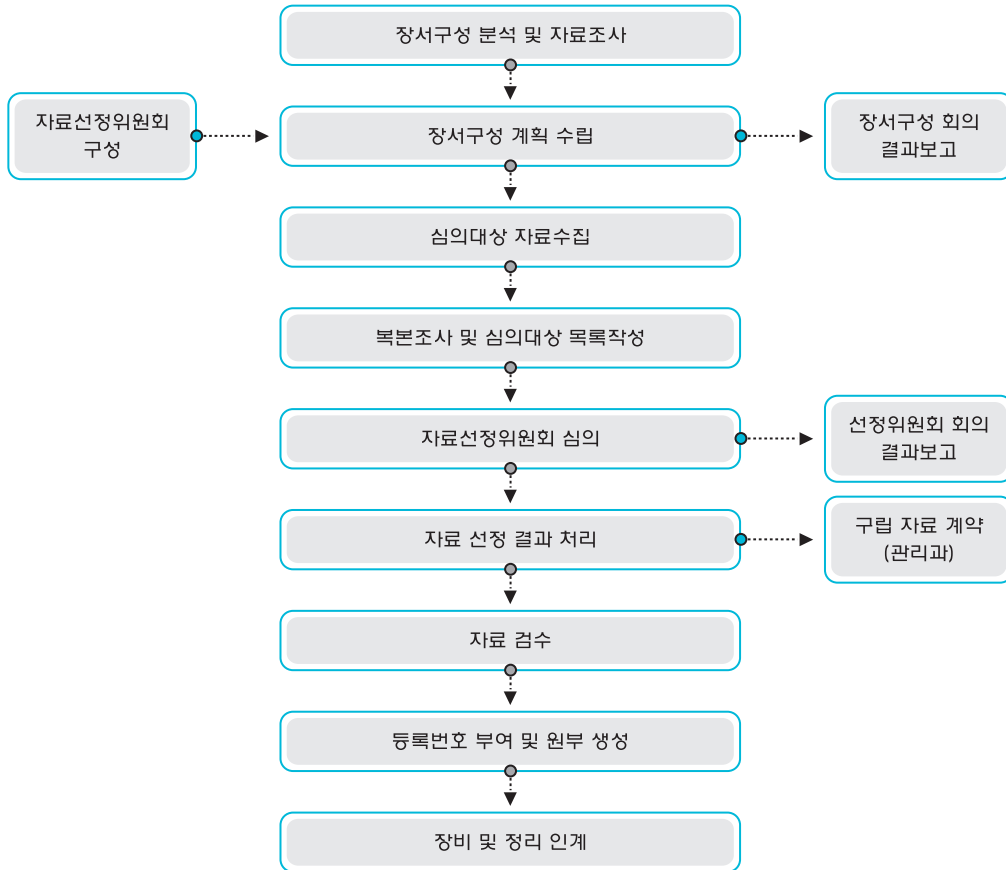 장서구성 분석 및 자료조사
자료선정위원회
구성
장서구성 계획 수립
장서구성 회의
결과보고
심의대상 자료수집
복본조사 및 심의대상 목록작성
자료선정위원회 심의
선정위원회 회의
결과보고
자료 선정 결과 처리
구립 자료 계약
(관리과)
자료 검수
등록번호 부여 및 원부 생성
장비 및 정리 인계